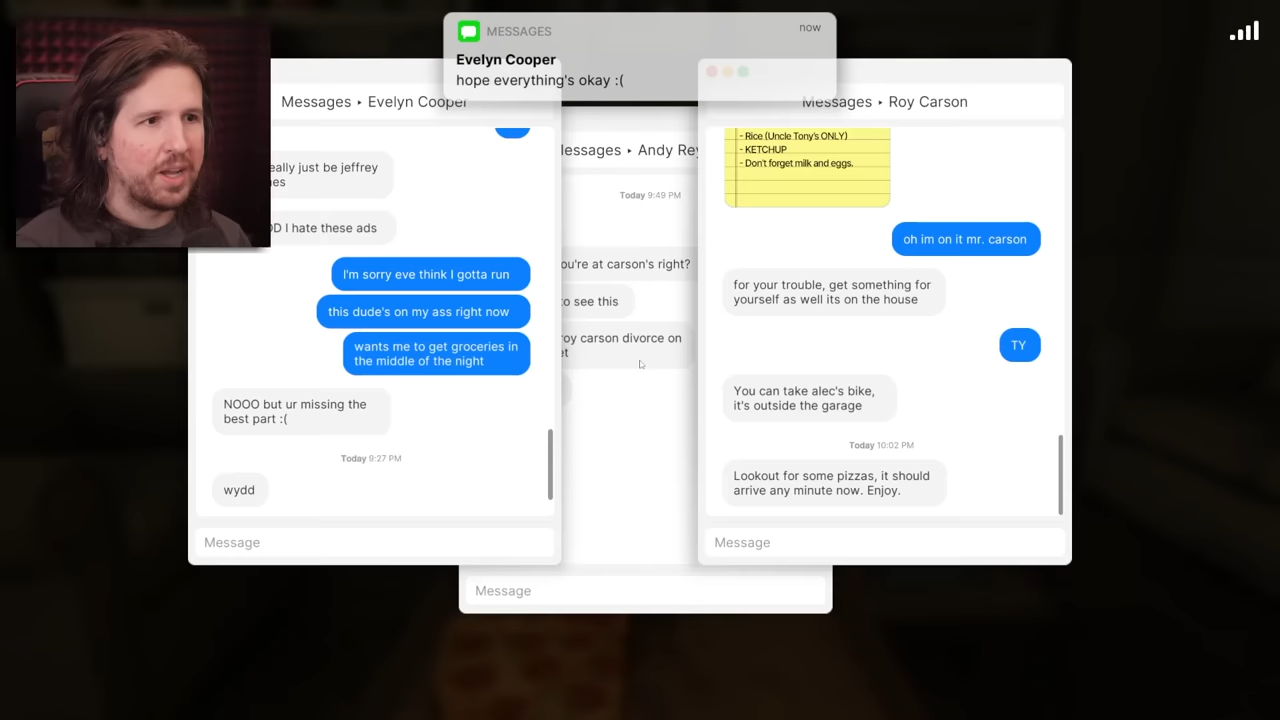 MESSAGES
now
Evelyn Cooper
hope everything's okay :(
Messages ▸ Evelyn Cooper
eally just be jeffrey
es
D I hate these ads
I'm sorry eve think I gotta run
this dude's on my ass right now
wants me to get groceries in
the middle of the night
NOOO but ur missing the
best part :(
Today 9:27 PM
wydd
Message
essages ▸ Andy Rey
Today 9:49 PM
ou're at carson's right?
o see this
roy carson divorce on
et
Message
Messages ▸ Roy Carson
- Rice (Uncle Tony's ONLY)
- KETCHUP
- Don't forget milk and eggs.
oh im on it mr. carson
for your trouble, get something for
yourself as well its on the house
TY
You can take alec's bike,
it's outside the garage
Today 10:02 PM
Lookout for some pizzas, it should
arrive any minute now. Enjoy.
Message